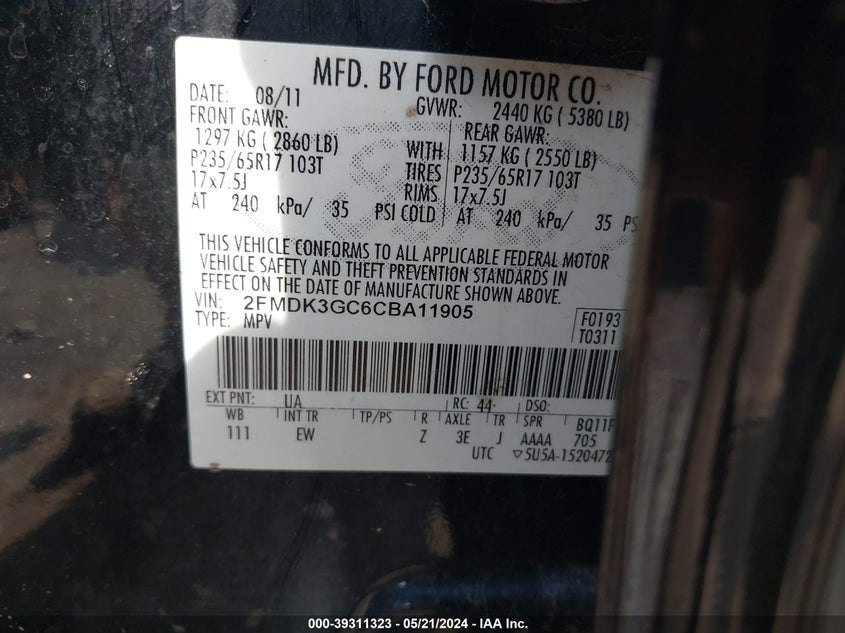 MFD. BY FORD MOTOR CO.
DATE: 08/11 GVWR: 2440 KG ( 5380 LB)
FRONT GAWR: REAR GAWR:
1297 KG ( 2860 LB) WITH 1157 KG ( 2550 LB)
P235/65R17 103T TIRES P235/65R17 103T
17x7.5J RIMS 17x7.5J
AT 240 kPa/ 35 PSI COLD AT 240 kPa/ 35 PS
THIS VEHICLE CONFORMS TO ALL APPLICABLE FEDERAL MOTOR
VEHICLE SAFETY AND THEFT PREVENTION STANDARDS IN
EFFECT ON THE DATE OF MANUFACTURE SHOWN ABOVE.
VIN: 2FMDK3GC6CBA11905
TYPE: MPV
F0193
T0311
EXT PNT: UA RC: 44 DSO:
WB INT TR TP/PS R AXLE TR SPR BQ11F
111 EW Z 3E J AAAA 705
UTC ▽5U5A-1520472
000-39311323 — 05/21/2024 — IAA Inc.